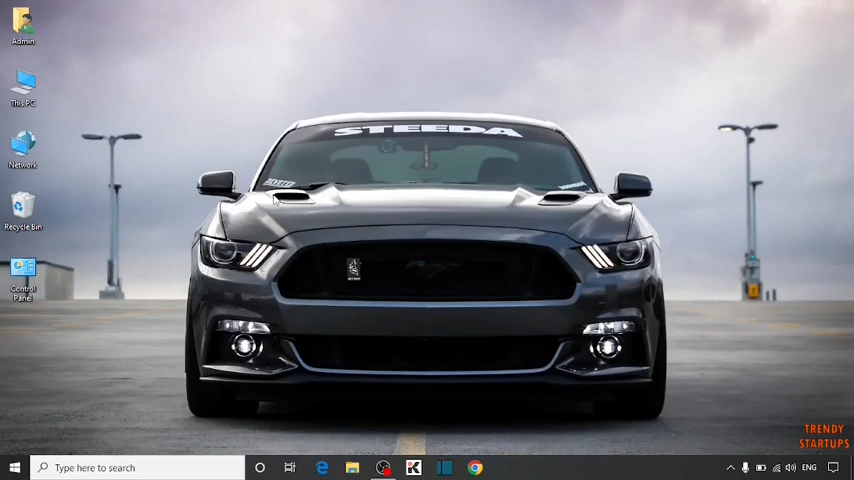 Admin
This PC
Network
Recycle Bin
Control
Panel
STEEDA
TRENDY
STARTUPS
Type here to search
ENG